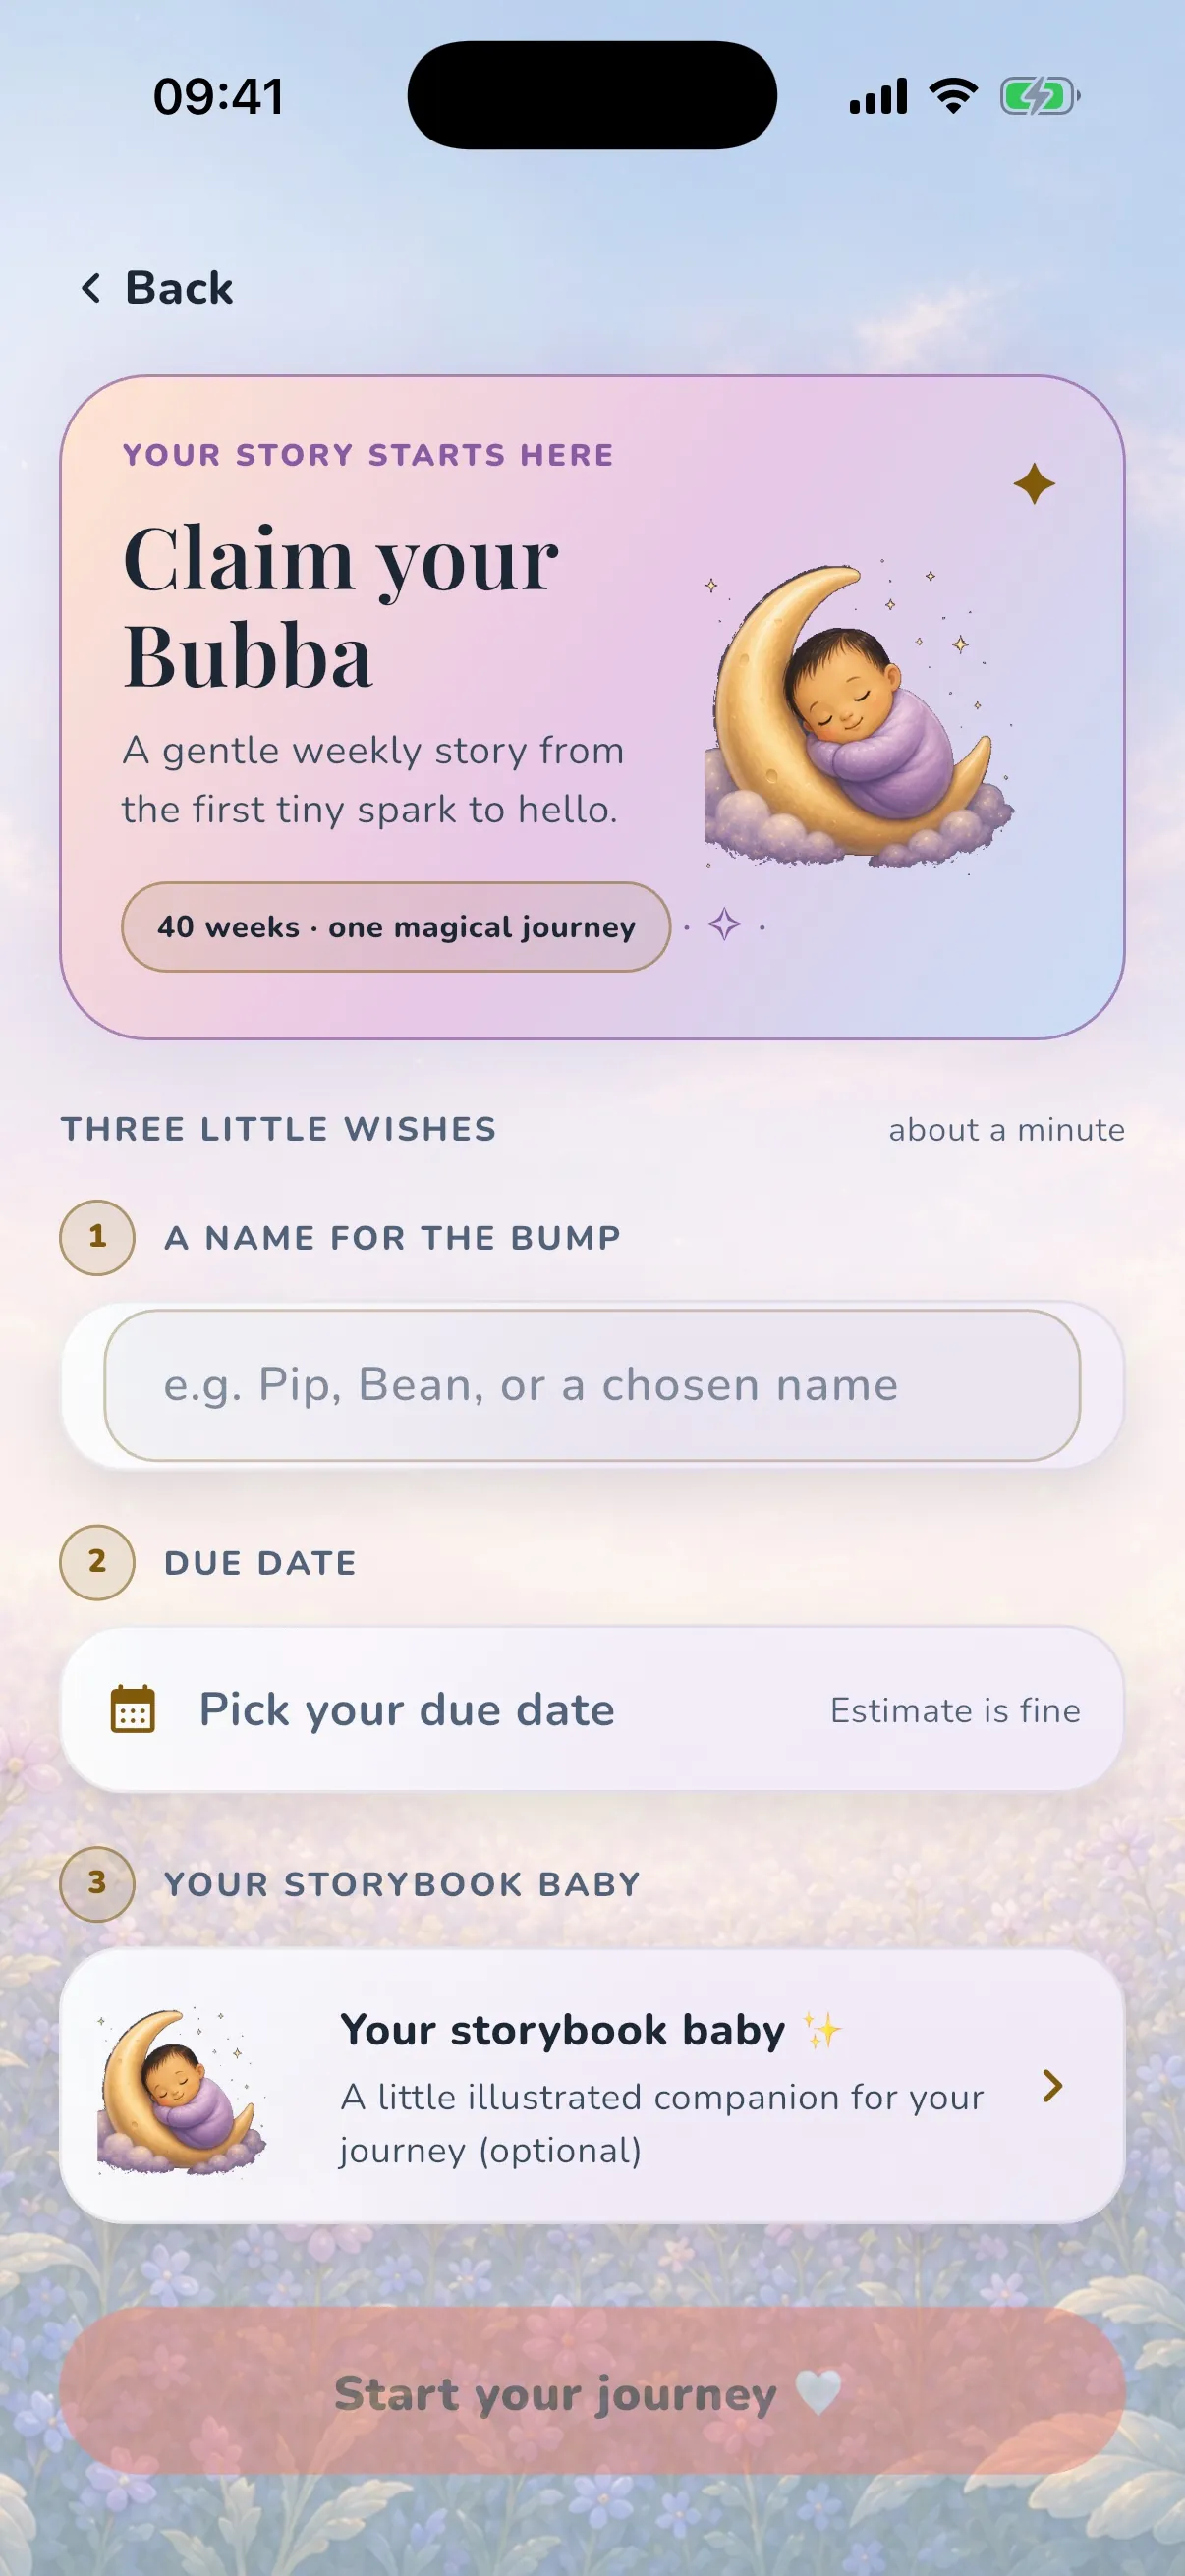 09:41
Back
YOUR STORY STARTS HERE
Claim your
Bubba
A gentle weekly story from
the first tiny spark to hello.
40 weeks · one magical journey
THREE LITTLE WISHES
about a minute
1
A NAME FOR THE BUMP
e.g. Pip, Bean, or a chosen name
2
DUE DATE
Pick your due date
Estimate is fine
3
YOUR STORYBOOK BABY
Your storybook baby ✨
A little illustrated companion for your
journey (optional)
Start your journey 🤍